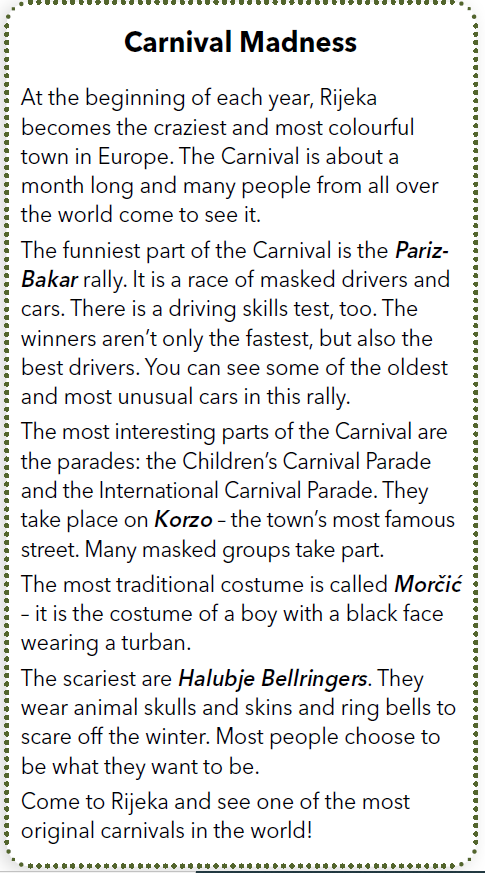 Carnival Madness
At the beginning of each year, Rijeka
becomes the craziest and most colourful
town in Europe. The Carnival is about a
month long and many people from all over
the world come to see it.
The funniest part of the Carnival is the Pariz-
Bakar rally. It is a race of masked drivers and
cars. There is a driving skills test, too. The
winners aren’t only the fastest, but also the
best drivers. You can see some of the oldest
and most unusual cars in this rally.
The most interesting parts of the Carnival are
the parades: the Children’s Carnival Parade
and the International Carnival Parade. They
take place on Korzo – the town’s most famous
street. Many masked groups take part.
The most traditional costume is called Morčić
– it is the costume of a boy with a black face
wearing a turban.
The scariest are Halubje Bellringers. They
wear animal skulls and skins and ring bells to
scare off the winter. Most people choose to
be what they want to be.
Come to Rijeka and see one of the most
original carnivals in the world!